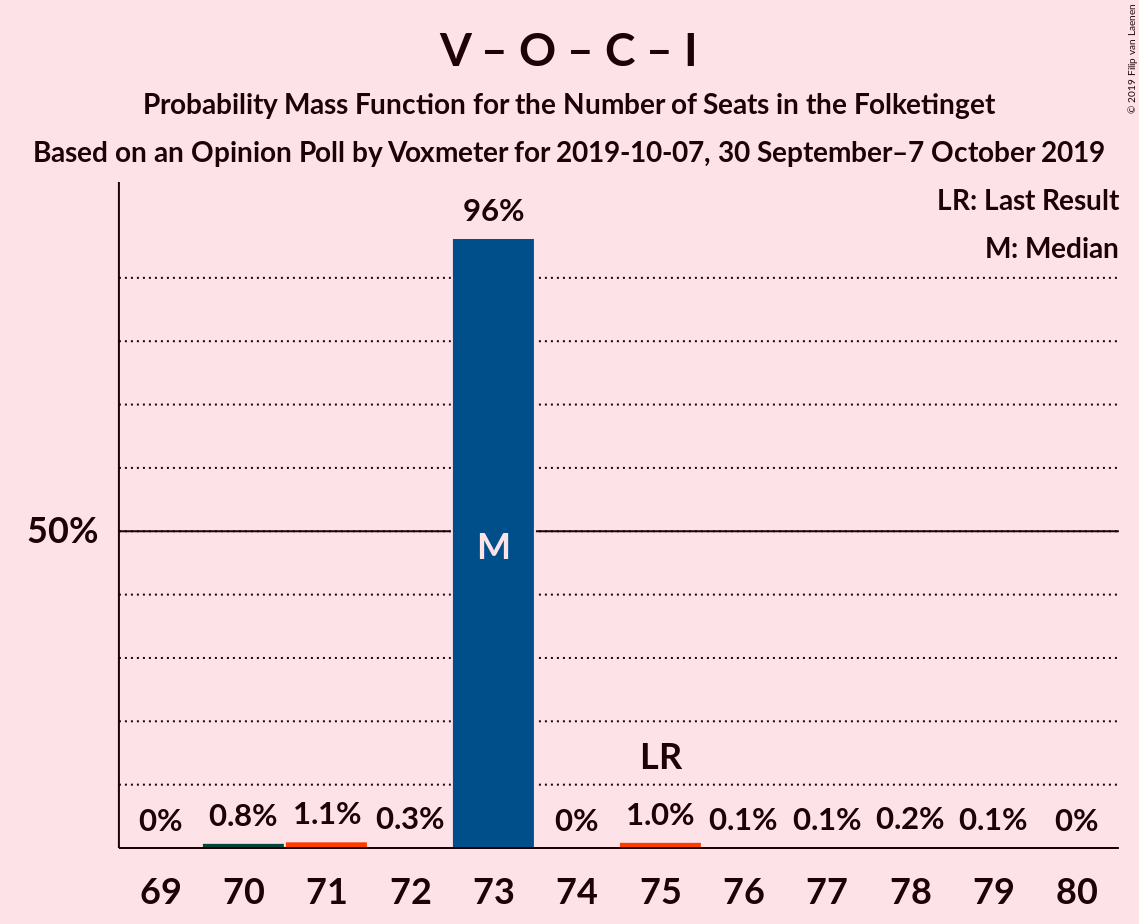 V – O – C – I
Probability Mass Function for the Number of Seats in the Folketinget
Based on an Opinion Poll by Voxmeter for 2019-10-07, 30 September–7 October 2019
© 2019 Filip van Laenen
LR: Last Result
M: Median
96%
50%
M
LR
0% 0.8% 1.1% 0.3% 0% 1.0% 0.1% 0.1% 0.2% 0.1% 0%
69 70 71 72 73 74 75 76 77 78 79 80